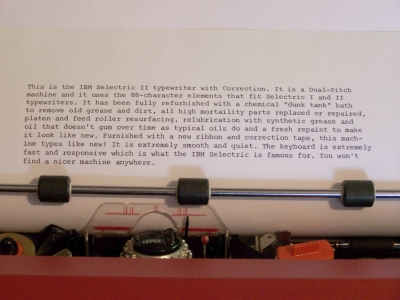 This is the IBM Selectric II typewriter with Correction. It is a Dual-Pitch
machine and it uses the 88-character elements that fit Selectric I and II
typewriters. It has been fully refurbished with a chemical "dunk tank" bath
to remove old grease and dirt, all high mortaility parts replaced or repaired,
platen and feed roller resurfacing, relubrication with synthetic grease and
oil that doesn't gum over time as typical oils do and a fresh repaint to make
it look like new. Furnished with a new ribbon and correction tape, this mach-
ine types like new! It is extremely smooth and quiet. The keyboard is extremely
fast and responsive which is what the IBM Selectric is famous for. You won't
find a nicer machine anywhere.